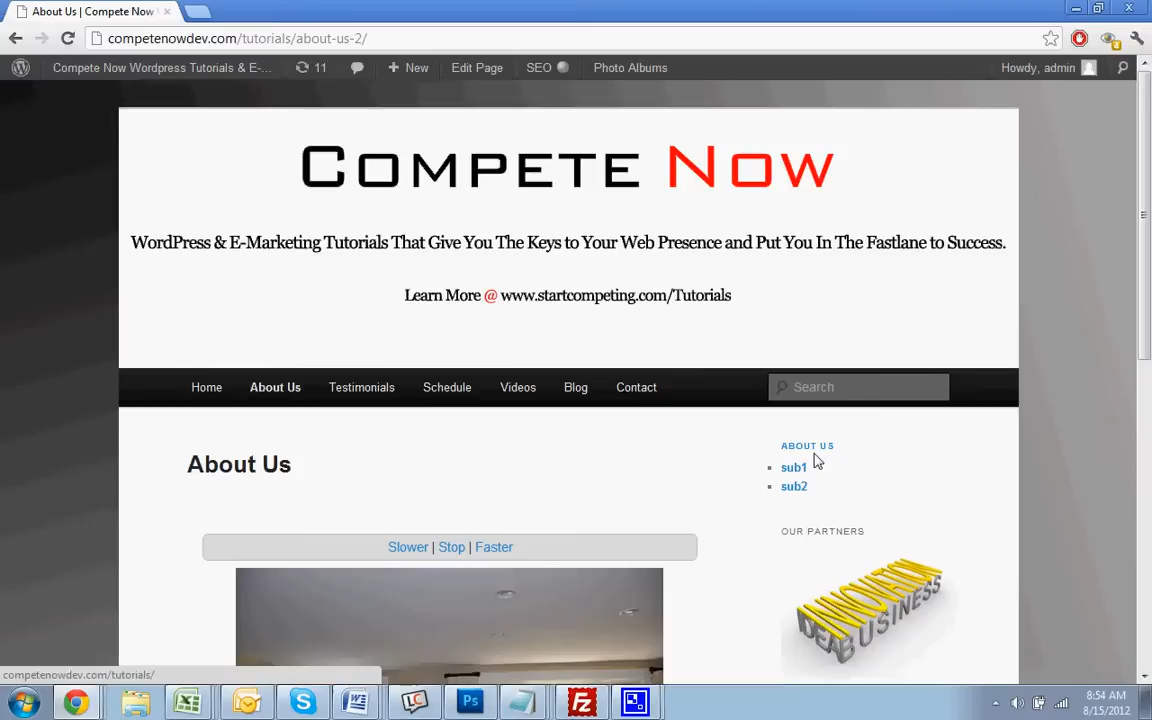 About Us | Compete Now
competenowdev.com/tutorials/about-us-2/
Compete Now Wordpress Tutorials & E-... 11 + New Edit Page SEO Photo Albums Howdy, admin
Compete Now
WordPress & E-Marketing Tutorials That Give You The Keys to Your Web Presence and Put You In The Fastlane to Success.
Learn More @ www.startcompeting.com/Tutorials
Home About Us Testimonials Schedule Videos Blog Contact Search
About Us
Slower | Stop | Faster
ABOUT US
sub1
sub2
OUR PARTNERS
INNOVATION
IDEA BUSINESS
competenowdev.com/tutorials/
8:54 AM
8/15/2012